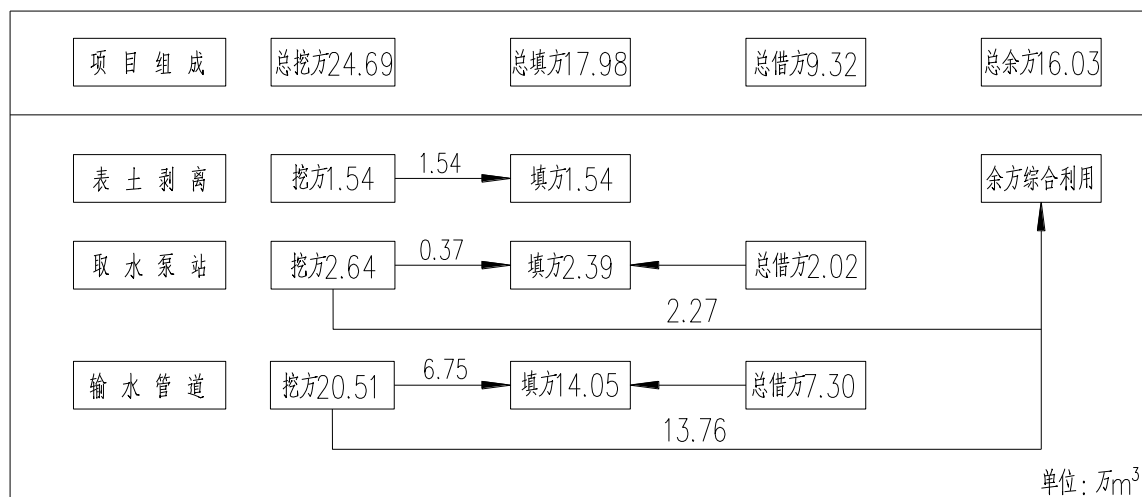 项目组成 总挖方24.69 总填方17.98 总借方9.32 总余方16.03
表土剥离 挖方1.54 1.54 填方1.54 余方综合利用
取水泵站 挖方2.64 0.37 填方2.39 总借方2.02
2.27
输水管道 挖方20.51 6.75 填方14.05 总借方7.30
13.76
单位：万m³